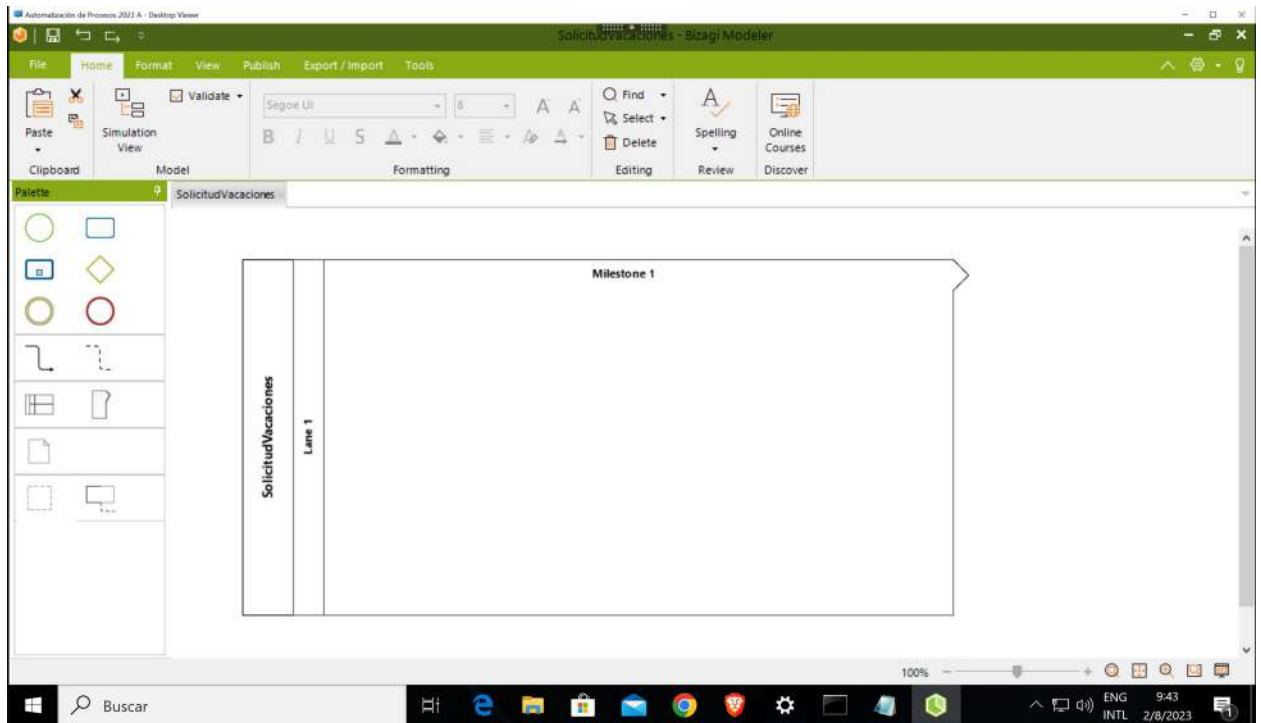 Automatización de Procesos 2023 A - Desktop Viewer
SolicitudVacaciones - Bizagi Modeler
File Home Format View Publish Export / Import Tools
Validate
Segoe UI 8 A A
Find
Select
Delete
Paste
Simulation View
B I U S A
Spelling
Online Courses
Clipboard Model Formatting Editing Review Discover
Palette
SolicitudVacaciones
Milestone 1
SolicitudVacaciones
Lane 1
100%
Buscar
ENG
INTL
9:43
2/8/2023
1